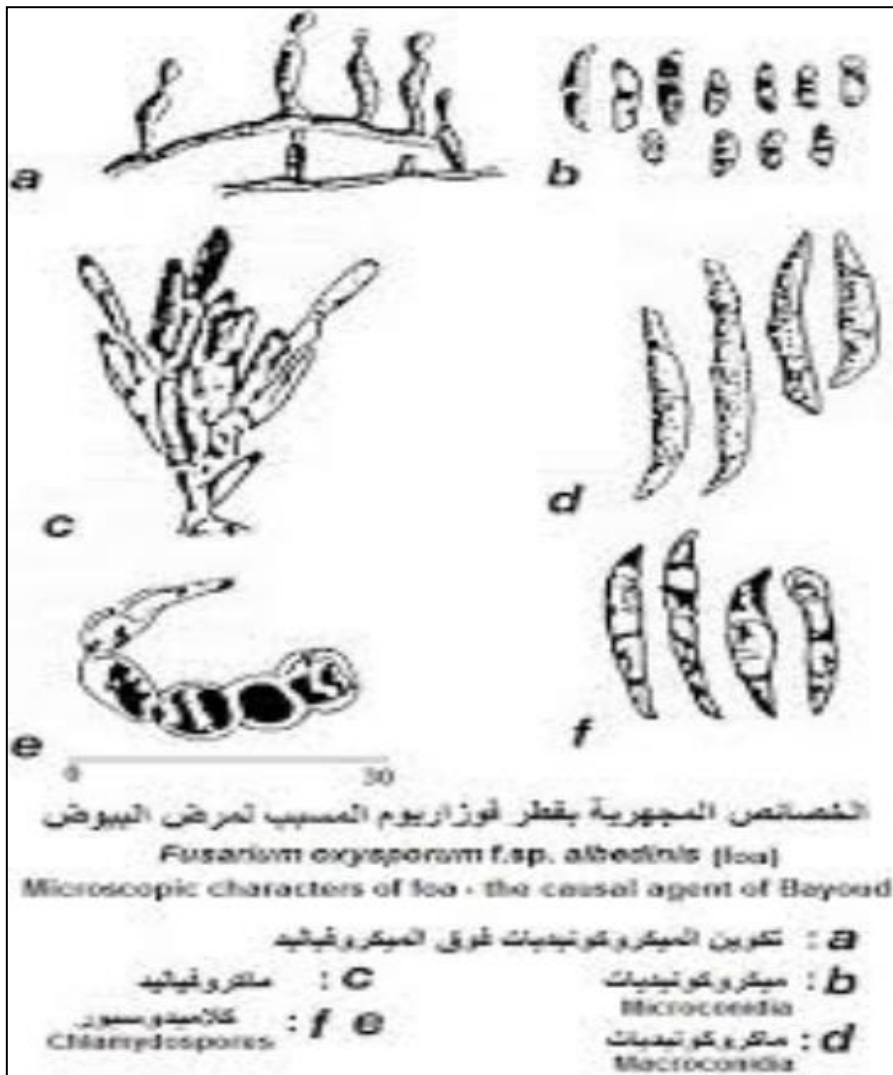 a
b
c
d
e
f
0 30
الخصائص المجهرية بفطر فوزاريوم المسبب لمرض البيوض
Fusarium oxysporum f.sp. albedinis (foa)
Microscopic characters of foa - the causal agent of Bayoud
a : تكوين الميكروكونيديات فوق الميكروفياليد
b : ميكروكونيديات
Microconidia
c : ماكروفياليد
d : ماكروكونيديات
Macroconidia
f e : كلاميدوسبور
Chlamydospores